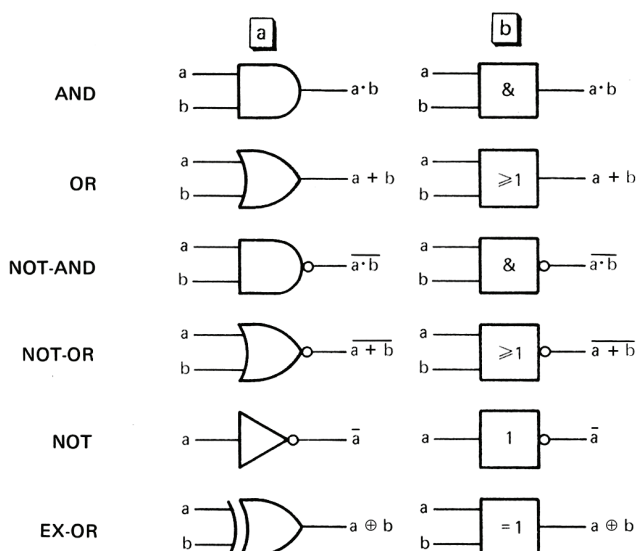 a b
AND a b a·b a b & a·b
OR a b a + b a b ⩾1 a + b
NOT-AND a b a̅·̅b̅ a b & a̅·̅b̅
NOT-OR a b a̅ ̅+̅ ̅b̅ a b ⩾1 a̅ ̅+̅ ̅b̅
NOT a a̅ a 1 a̅
EX-OR a b a ⊕ b a b =1 a ⊕ b